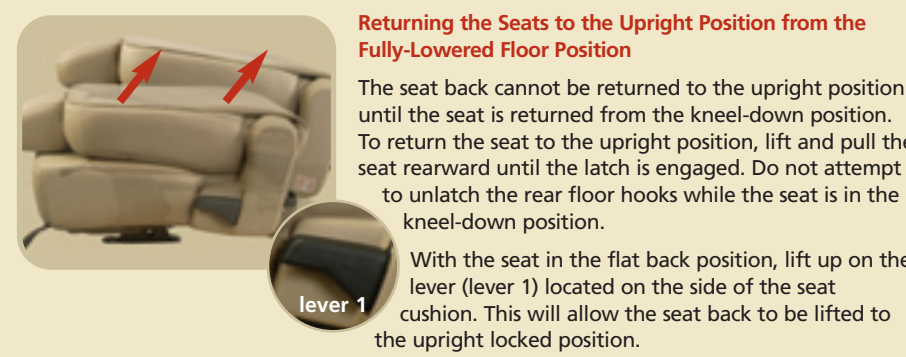 Returning the Seats to the Upright Position from the
Fully-Lowered Floor Position
The seat back cannot be returned to the upright position
until the seat is returned from the kneel-down position.
To return the seat to the upright position, lift and pull the
seat rearward until the latch is engaged. Do not attempt
to unlatch the rear floor hooks while the seat is in the
kneel-down position.
With the seat in the flat back position, lift up on the
lever (lever 1) located on the side of the seat
cushion. This will allow the seat back to be lifted to
the upright locked position.
lever 1